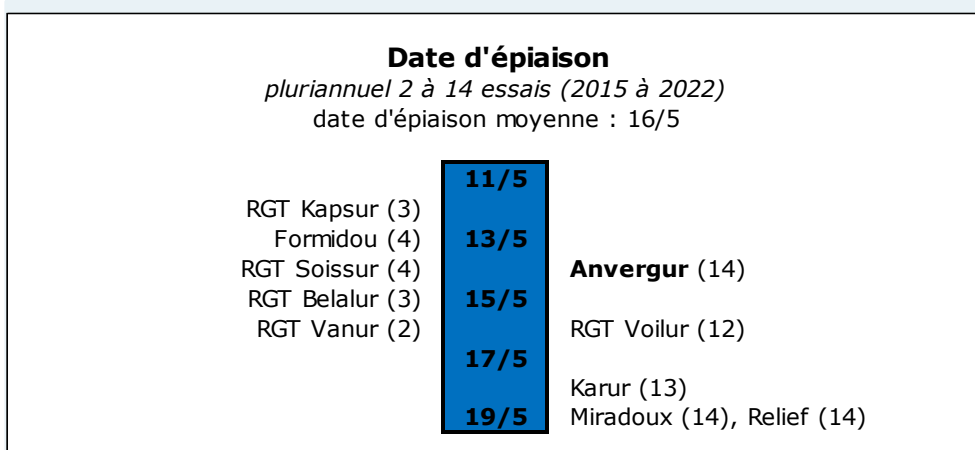 Date d'épiaison
pluriannuel 2 à 14 essais (2015 à 2022)
date d'épiaison moyenne : 16/5
11/5
RGT Kapsur (3)
Formidou (4) 13/5
RGT Soissur (4) Anvergur (14)
RGT Belalur (3) 15/5
RGT Vanur (2) RGT Voilur (12)
17/5
Karur (13)
19/5 Miradoux (14), Relief (14)